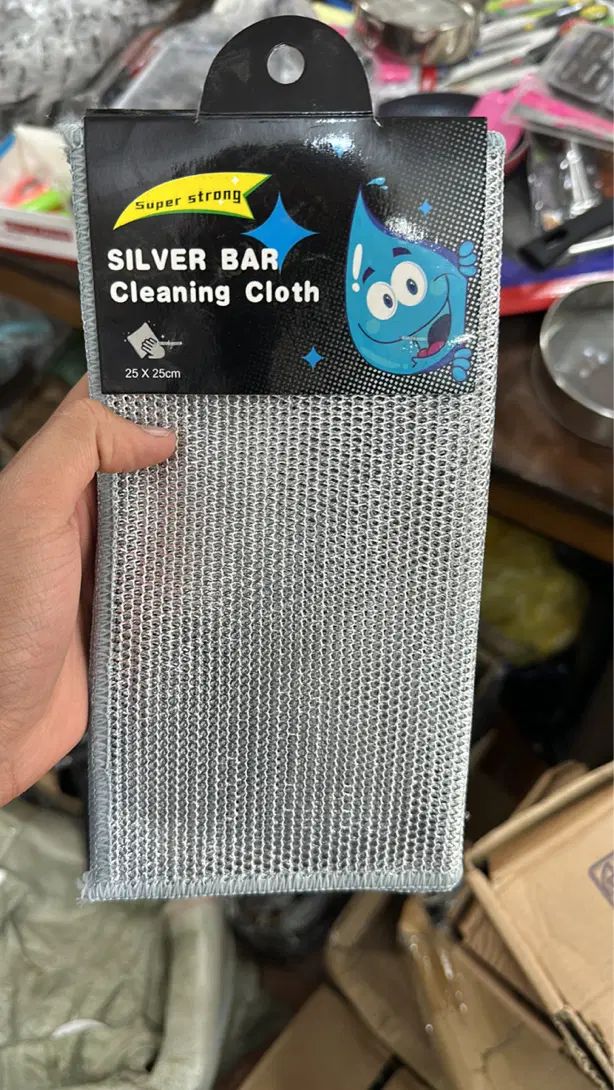 Super strong
SILVER BAR
Cleaning Cloth
25 X 25cm